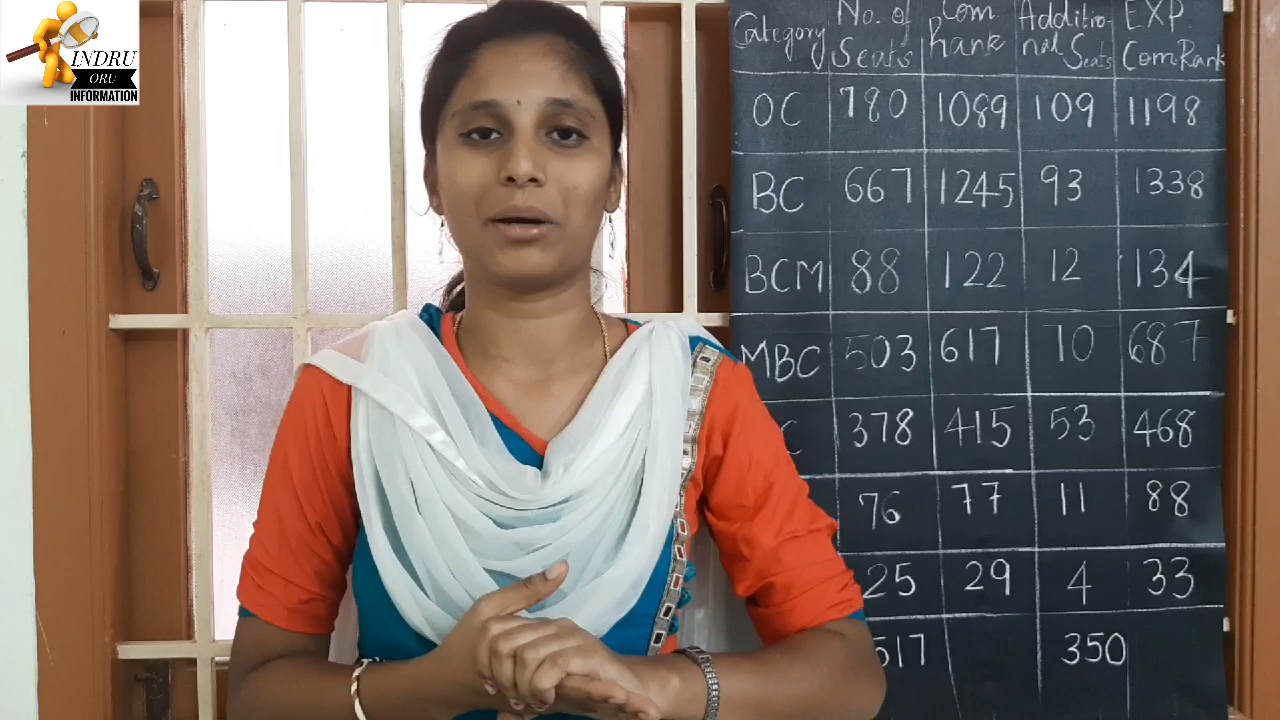 INDRU
ORU
INFORMATION
Category No. of Seats Com Rank Additio- nal Seats EXP Com Rank
OC 780 1089 109 1198
BC 667 1245 93 1338
BCM 88 122 12 134
MBC 503 617 70 687
C 378 415 53 468
76 77 11 88
25 29 4 33
517 350